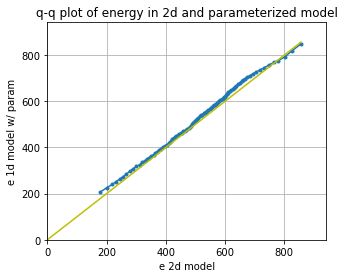 q-q plot of energy in 2d and parameterized model
800
600
400
200
0
e 1d model w/ param
0 200 400 600 800
e 2d model